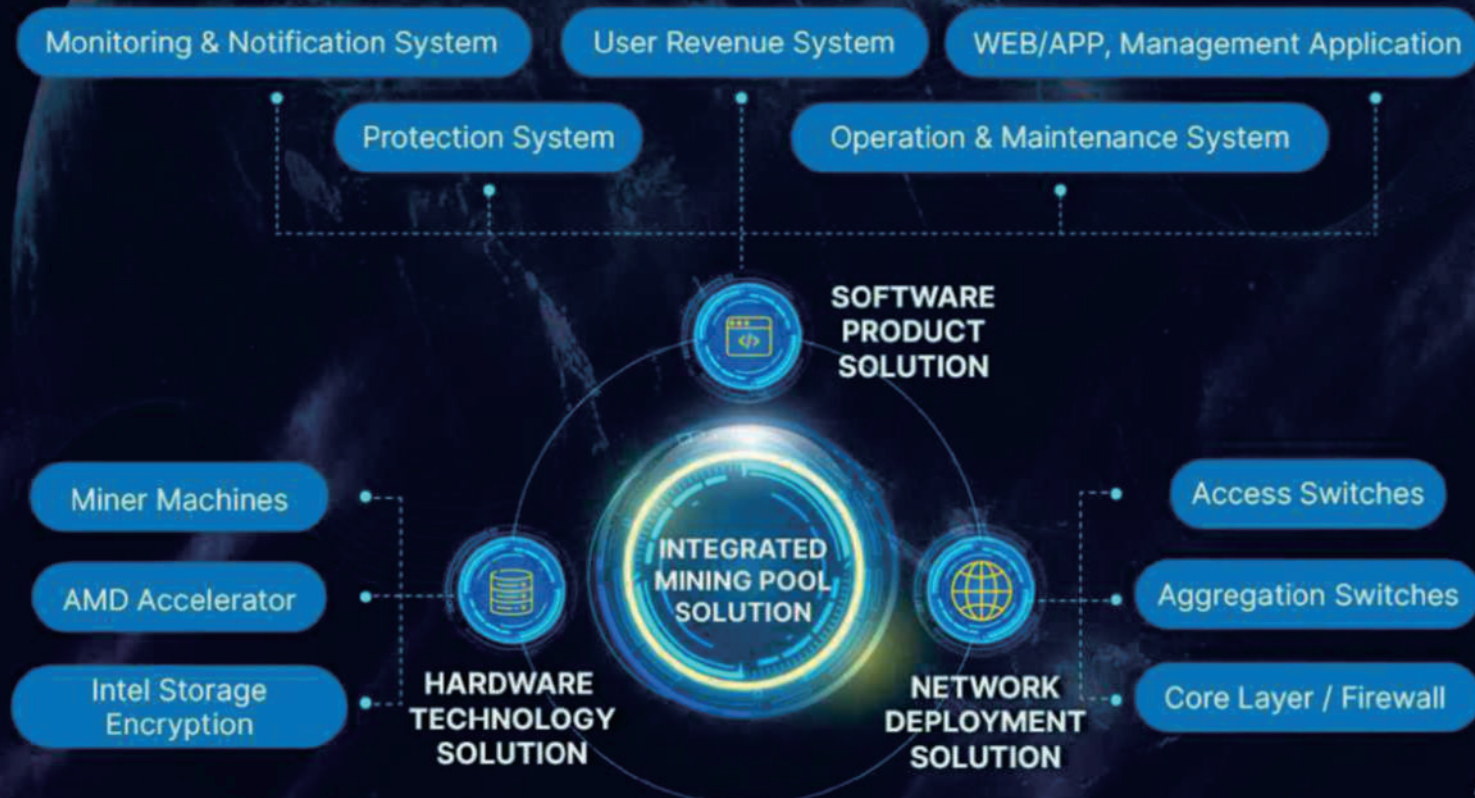 Monitoring & Notification System
User Revenue System
WEB/APP, Management Application
Protection System
Operation & Maintenance System
SOFTWARE
PRODUCT
SOLUTION
Miner Machines
AMD Accelerator
Intel Storage
Encryption
HARDWARE
TECHNOLOGY
SOLUTION
INTEGRATED
MINING POOL
SOLUTION
NETWORK
DEPLOYMENT
SOLUTION
Access Switches
Aggregation Switches
Core Layer / Firewall